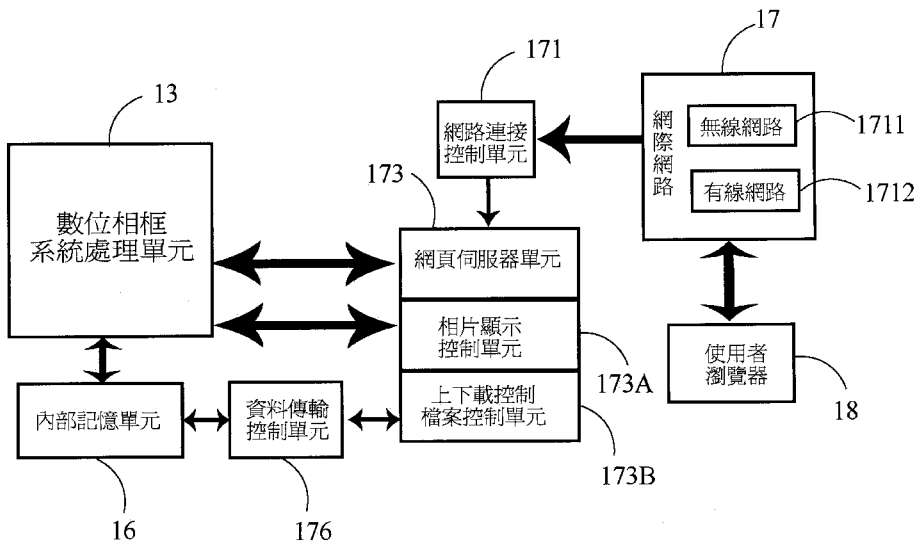 17
171
13
網路連接
控制單元
網際網路
無線網路
1711
有線網路
1712
173
數位相框
系統處理單元
網頁伺服器單元
相片顯示
控制單元
173A
使用者
瀏覽器
18
內部記憶單元
資料傳輸
控制單元
上下載控制
檔案控制單元
173B
16
176